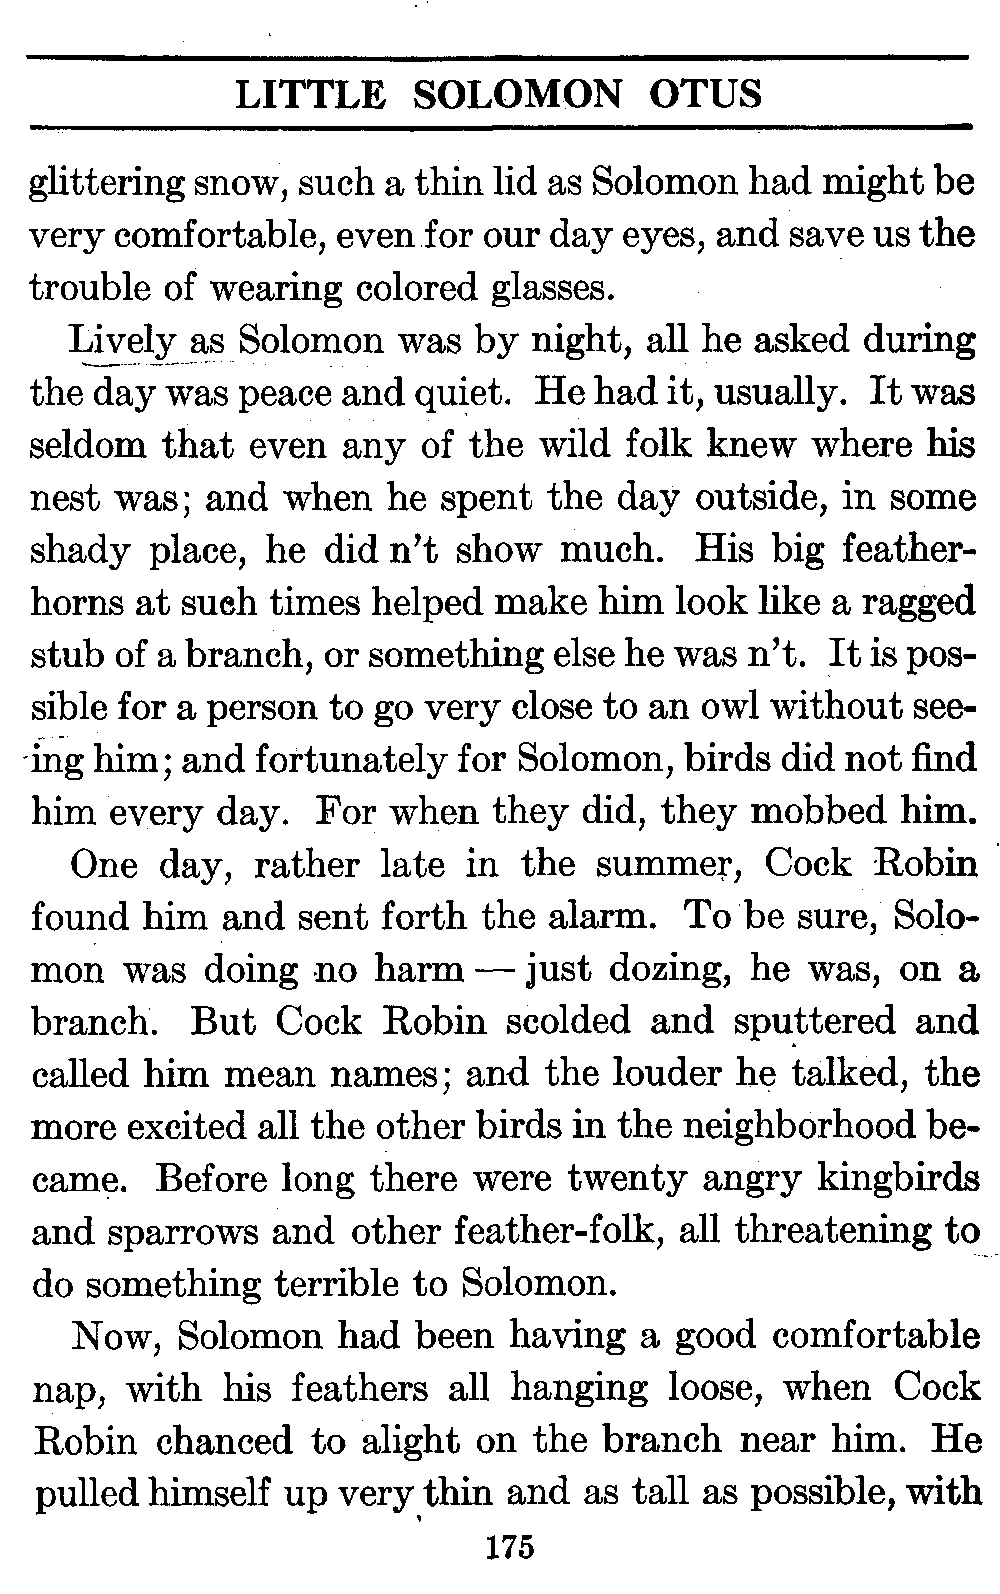 LITTLE SOLOMON OTUS
glittering snow, such a thin lid as Solomon had might be
very comfortable, even for our day eyes, and save us the
trouble of wearing colored glasses.
Lively as Solomon was by night, all he asked during
the day was peace and quiet. He had it, usually. It was
seldom that even any of the wild folk knew where his
nest was; and when he spent the day outside, in some
shady place, he did n't show much. His big feather-
horns at such times helped make him look like a ragged
stub of a branch, or something else he was n't. It is pos-
sible for a person to go very close to an owl without see-
ing him; and fortunately for Solomon, birds did not find
him every day. For when they did, they mobbed him.
One day, rather late in the summer, Cock Robin
found him and sent forth the alarm. To be sure, Solo-
mon was doing no harm — just dozing, he was, on a
branch. But Cock Robin scolded and sputtered and
called him mean names; and the louder he talked, the
more excited all the other birds in the neighborhood be-
came. Before long there were twenty angry kingbirds
and sparrows and other feather-folk, all threatening to
do something terrible to Solomon.
Now, Solomon had been having a good comfortable
nap, with his feathers all hanging loose, when Cock
Robin chanced to alight on the branch near him. He
pulled himself up very thin and as tall as possible, with
175